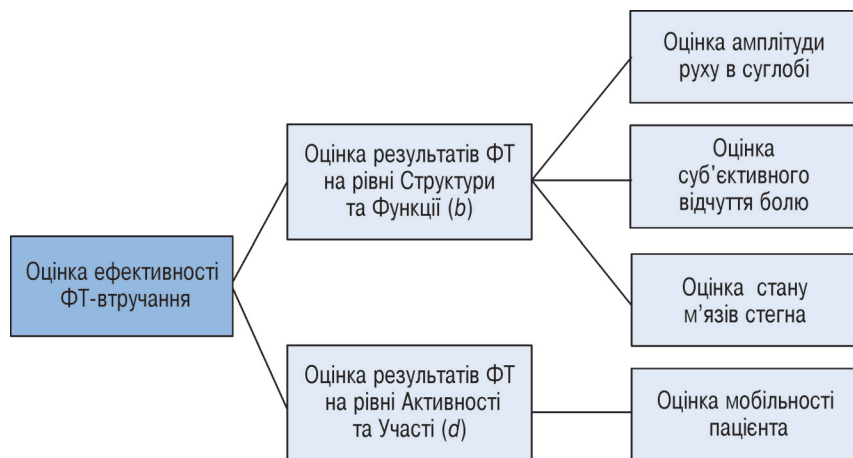 Оцінка ефективності
ФТ-втручання
Оцінка результатів ФТ
на рівні Структури
та Функції (b)
Оцінка амплітуди
руху в суглобі
Оцінка
суб’єктивного
відчуття болю
Оцінка стану
м’язів стегна
Оцінка результатів ФТ
на рівні Активності
та Участі (d)
Оцінка мобільності
пацієнта